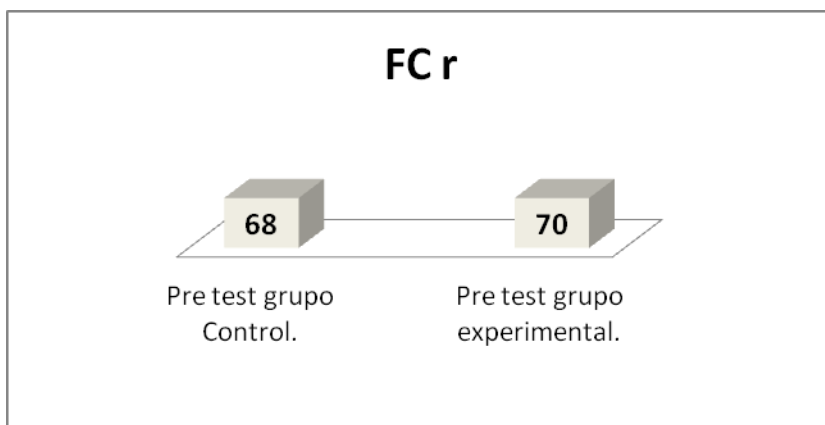 FC r
68
70
Pre test grupo
Control.
Pre test grupo
experimental.